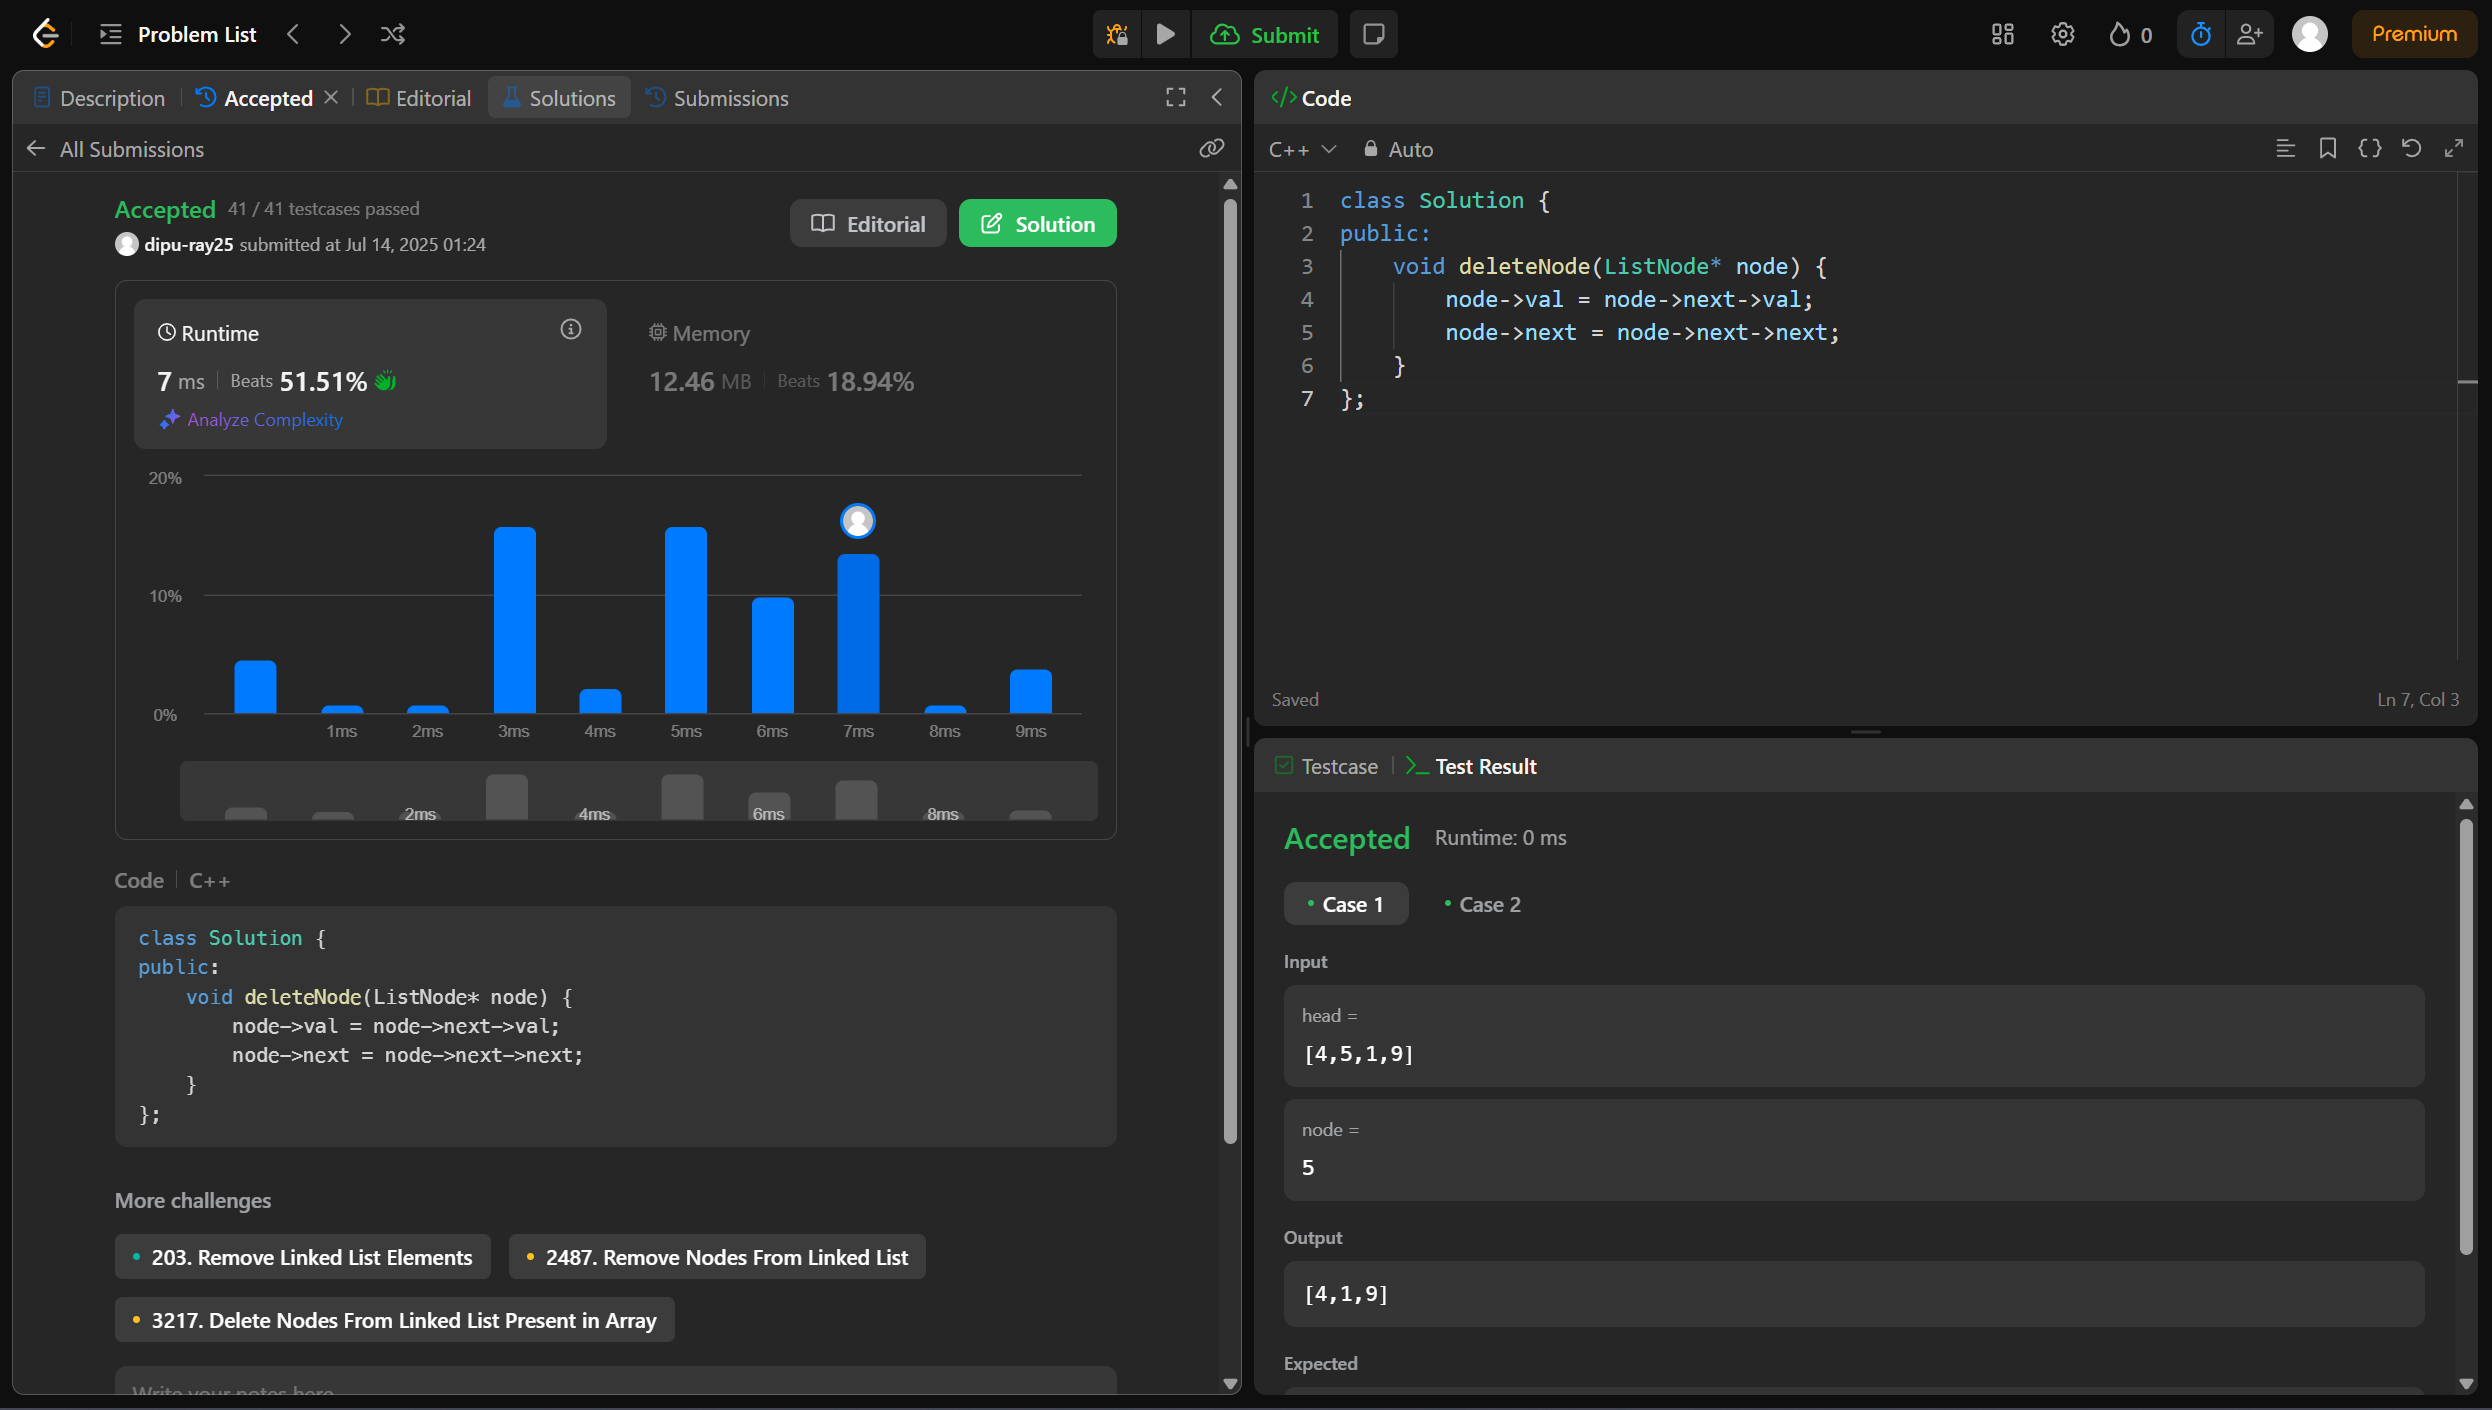 Problem List
Submit
0
Premium
Description
Accepted
Editorial
Solutions
Submissions
All Submissions
Accepted 41 / 41 testcases passed
dipu-ray25 submitted at Jul 14, 2025 01:24
Editorial
Solution
Runtime
7 ms Beats 51.51%
Analyze Complexity
Memory
12.46 MB Beats 18.94%
20%
10%
0%
1ms 2ms 3ms 4ms 5ms 6ms 7ms 8ms 9ms
2ms 4ms 6ms 8ms
Code C++
class Solution {
public:
    void deleteNode(ListNode* node) {
        node->val = node->next->val;
        node->next = node->next->next;
    }
};
More challenges
203. Remove Linked List Elements
2487. Remove Nodes From Linked List
3217. Delete Nodes From Linked List Present in Array
Write your notes here
Code
C++ Auto
1 class Solution {
2 public:
3     void deleteNode(ListNode* node) {
4         node->val = node->next->val;
5         node->next = node->next->next;
6     }
7 };
Saved
Ln 7, Col 3
Testcase
Test Result
Accepted Runtime: 0 ms
Case 1
Case 2
Input
head =
[4,5,1,9]
node =
5
Output
[4,1,9]
Expected